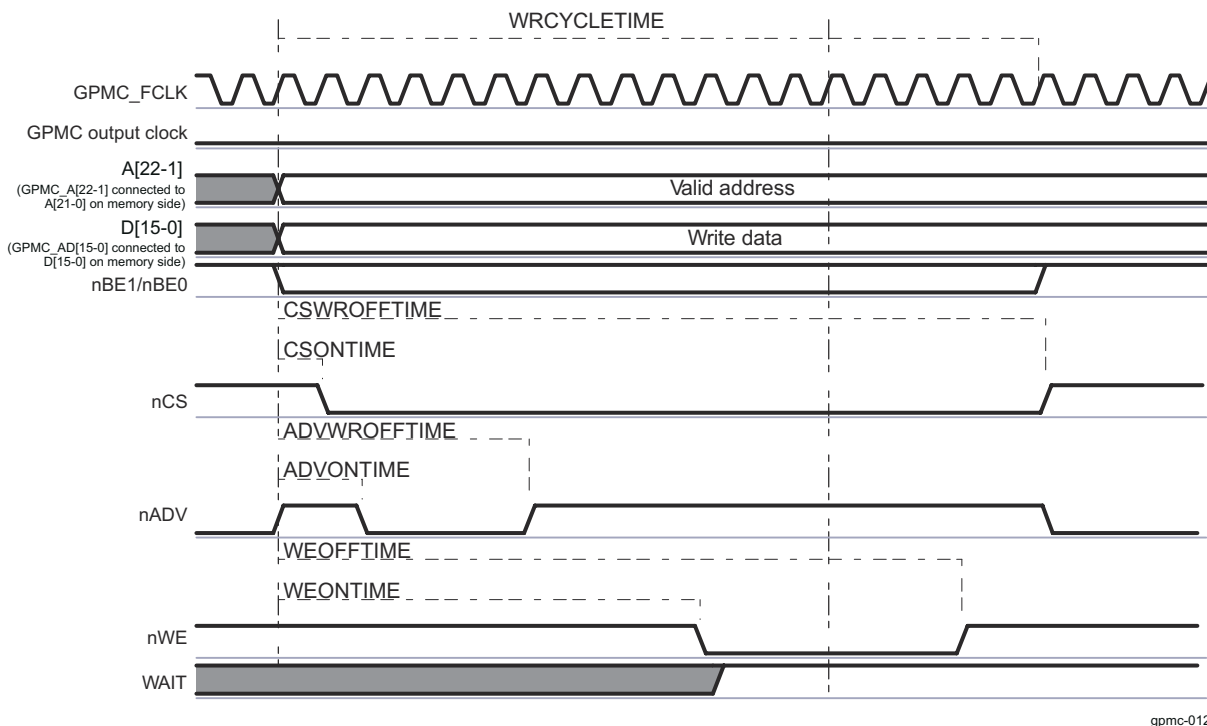 WRCYCLETIME
GPMC_FCLK
GPMC output clock
A[22-1]
(GPMC_A[22-1] connected to
A[21-0] on memory side)
Valid address
D[15-0]
(GPMC_AD[15-0] connected to
D[15-0] on memory side)
Write data
nBE1/nBE0
CSWROFFTIME
CSONTIME
nCS
ADVWROFFTIME
ADVONTIME
nADV
WEOFFTIME
WEONTIME
nWE
WAIT
gpmc-012